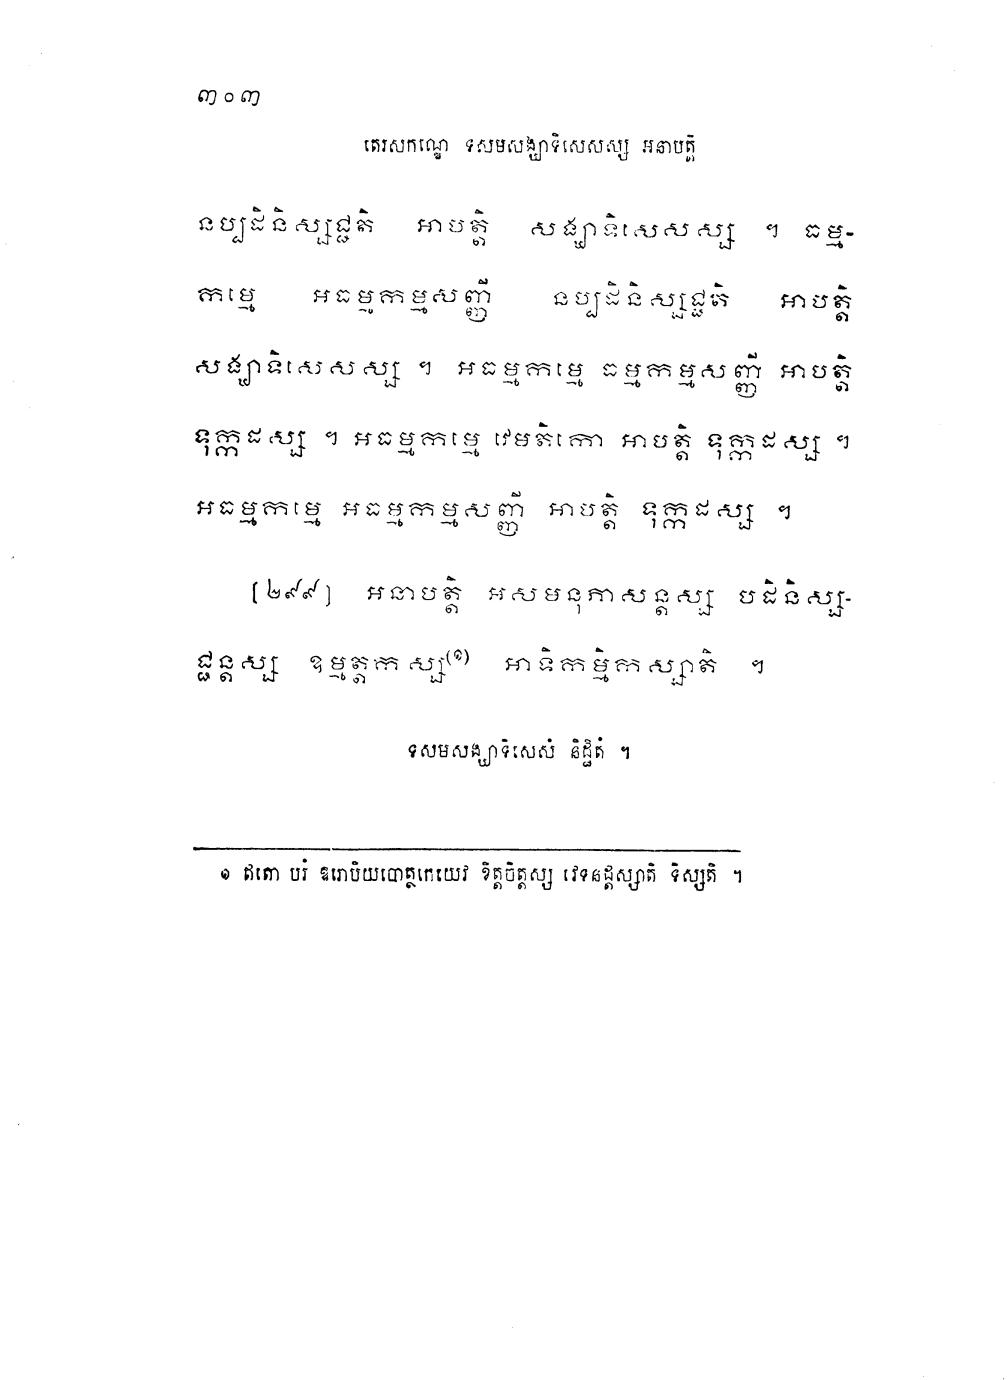 ៣០៣
តេរសកណ្ឌេ ទសមសង្ឃាទិសេសស្ស អនាបត្តិ
នប្បដិនិស្សជ្ជតិ អាបត្តិ សង្ឃាទិសេសស្ស ។ ធម្ម-
កម្មេ អធម្មកម្មសញ្ញី នប្បដិនិស្សជ្ជតិ អាបត្តិ
សង្ឃាទិសេសស្ស ។ អធម្មកម្មេ ធម្មកម្មសញ្ញី អាបត្តិ
ទុក្កដស្ស ។ អធម្មកម្មេ វេមតិកោ អាបត្តិ ទុក្កដស្ស ។
អធម្មកម្មេ អធម្មកម្មសញ្ញី អាបត្តិ ទុក្កដស្ស ។
[២៩៩] អនាបត្តិ អសមនុភាសន្តស្ស បដិនិស្ស-
ជ្ជន្តស្ស ឧម្មត្តកស្ស(១) អាទិកម្មិកស្សាតិ ។
ទសមសង្ឃាទិសេសំ និដ្ឋិតំ ។
១ ឥតោ បរំ ឱរោបិយបោត្ថកេយេវ ខិត្តចិត្តស្ស វេទនដ្ដស្សាតិ ទិស្សតិ ។